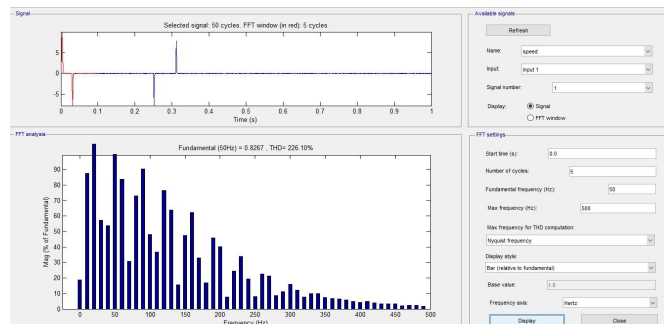 Signal
Selected signal: 50 cycles. FFT window (in red): 5 cycles
5
0
-5
0 0.1 0.2 0.3 0.4 0.5 0.6 0.7 0.8 0.9 1
Time (s)
FFT analysis
Fundamental (50Hz) = 0.8267 , THD= 226.10%
Mag (% of Fundamental)
90
80
70
60
50
40
30
20
10
0
0 50 100 150 200 250 300 350 400 450 500
Frequency (Hz)
Available signals
Refresh
Name: speed
Input: input 1
Signal number: 1
Display: Signal
FFT window
FFT settings
Start time (s): 0.0
Number of cycles: 5
Fundamental frequency (Hz): 50
Max frequency (Hz): 500
Max frequency for THD computation:
Nyquist frequency
Display style:
Bar (relative to fundamental)
Base value: 1.0
Frequency axis: Hertz
Display Close